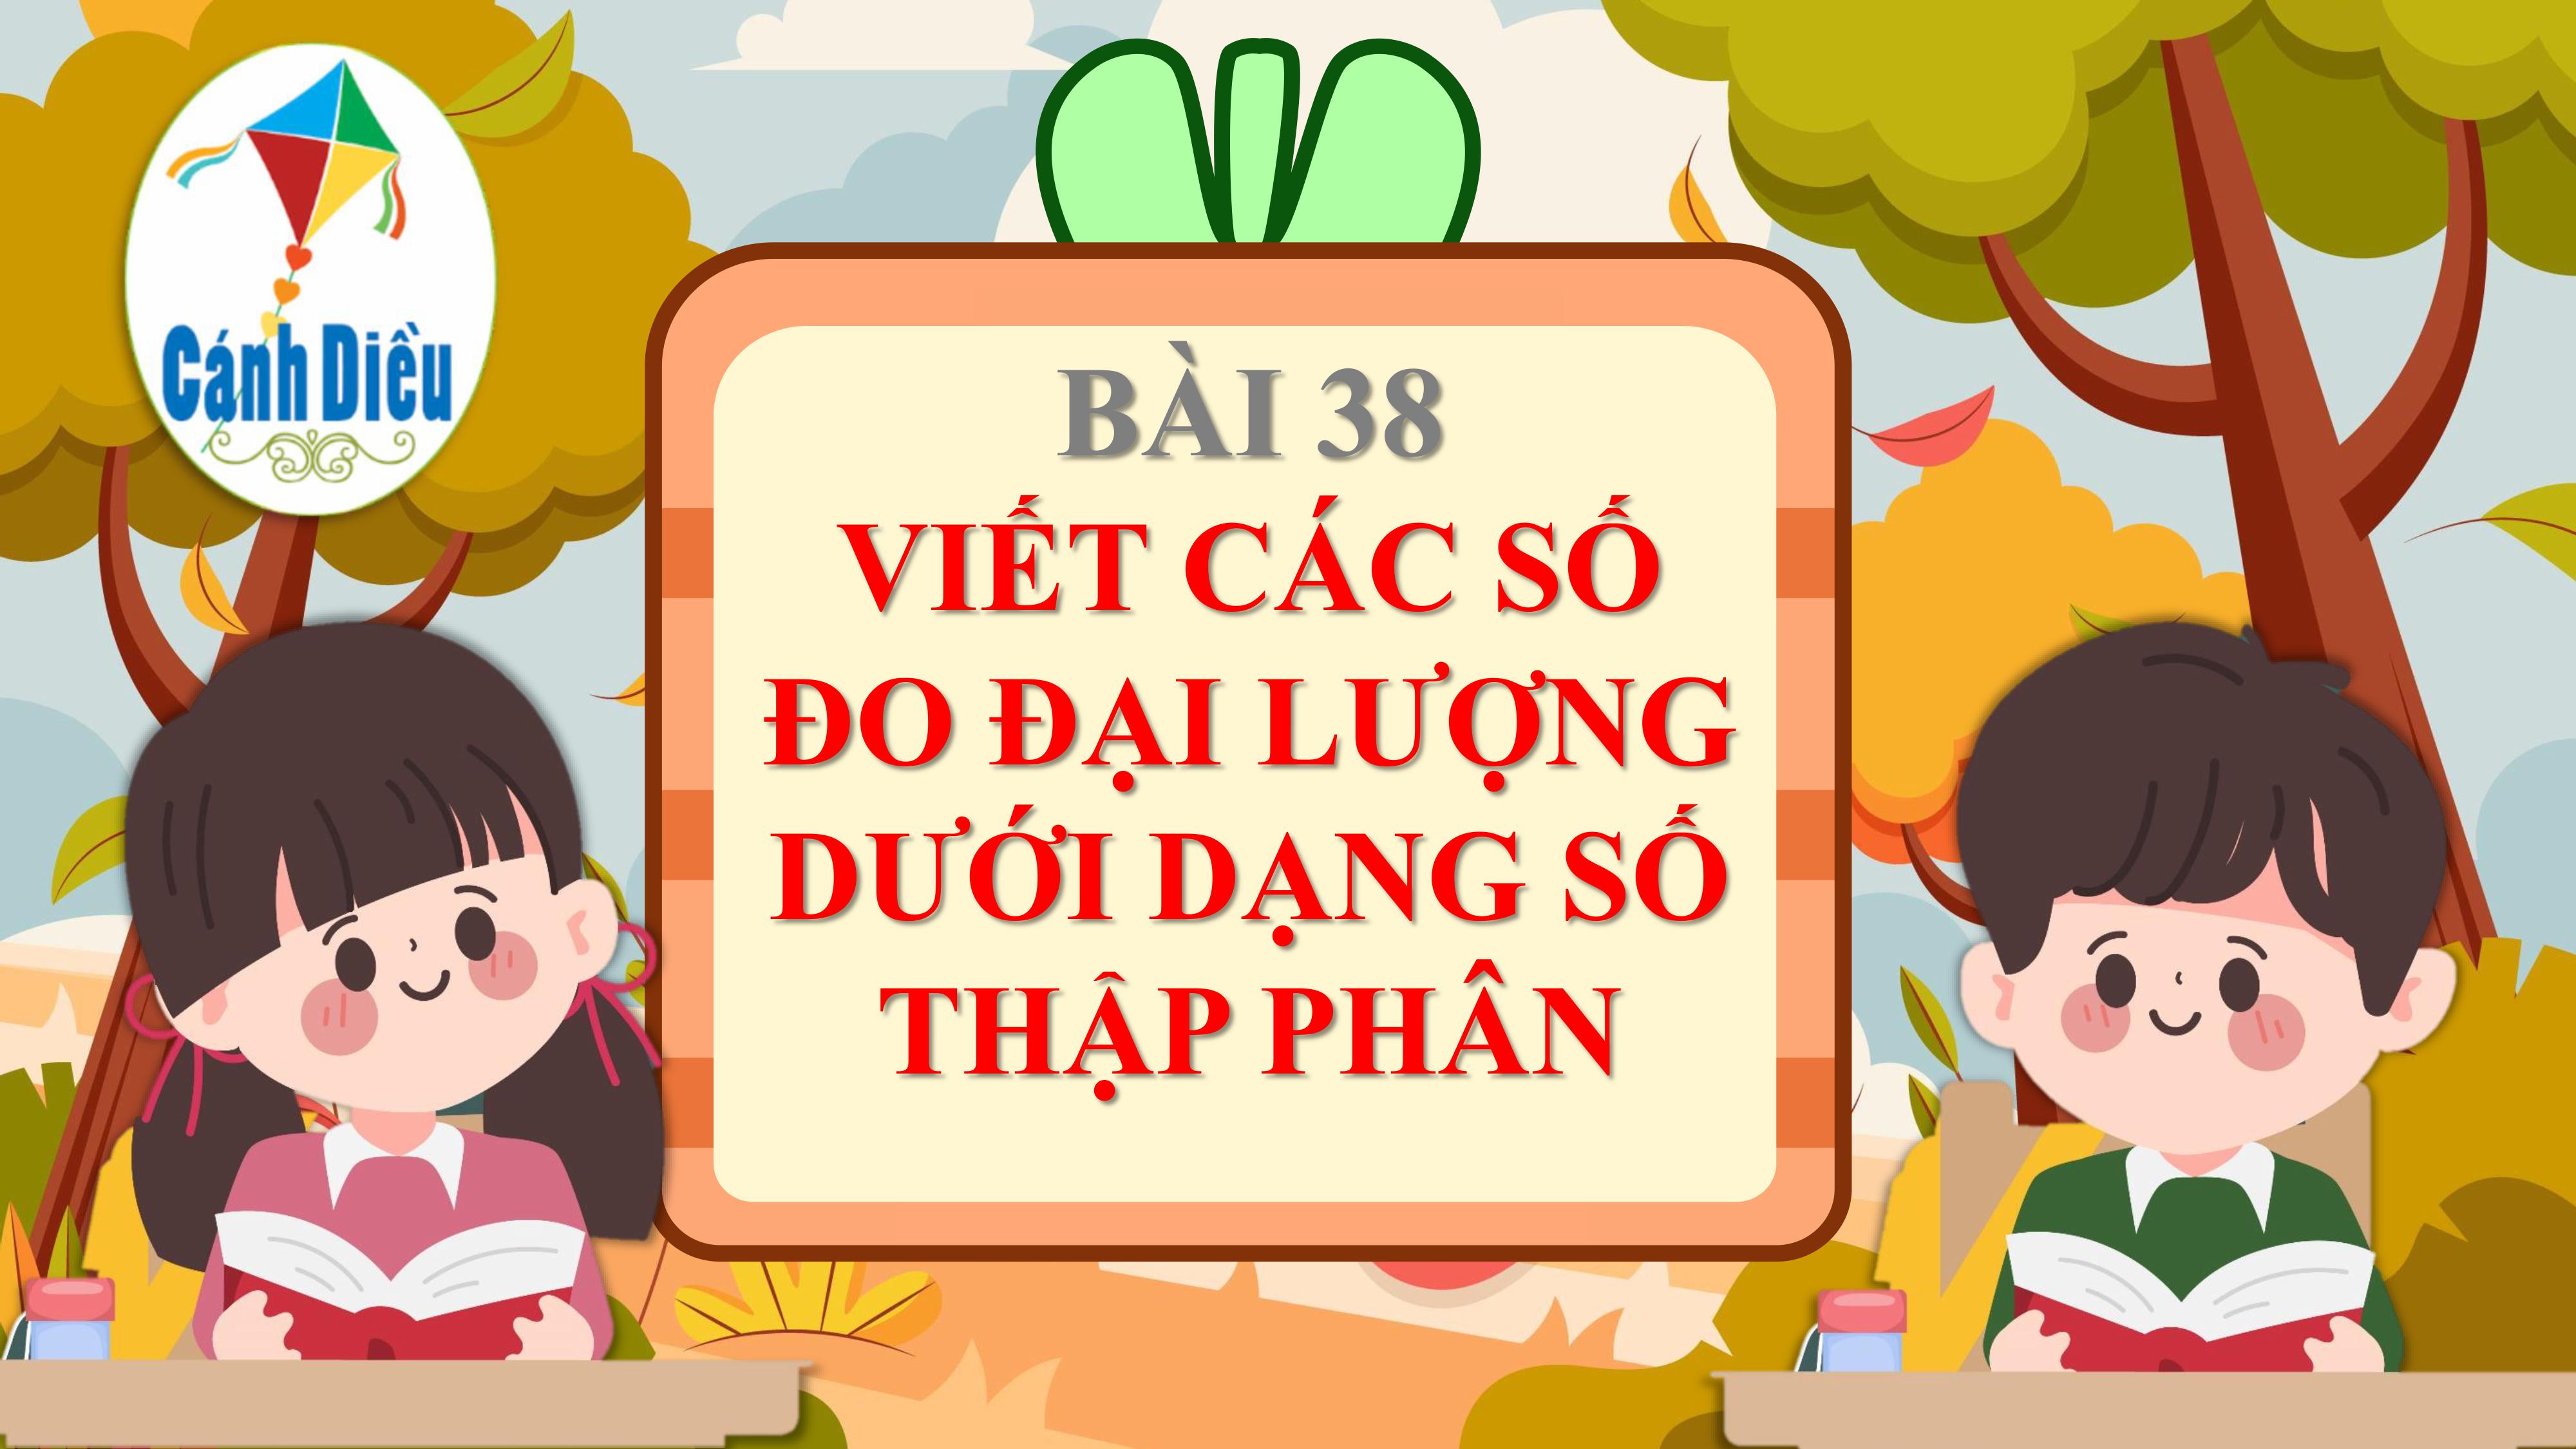 Cánh Diều
BÀI 38
VIẾT CÁC SỐ
ĐO ĐẠI LƯỢNG
DƯỚI DẠNG SỐ
THẬP PHÂN